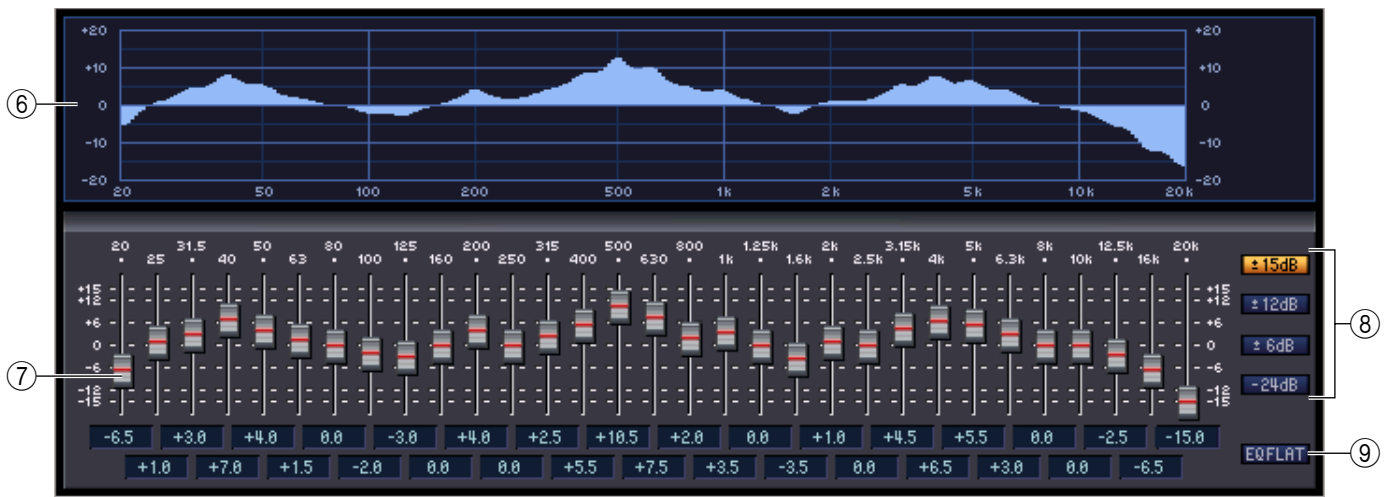 +20 +20
+10 +10
⑥ 0 0
-10 -10
-20 -20
20 50 100 200 500 1k 2k 5k 10k 20k
20 31.5 50 80 125 200 315 500 800 1.25k 2k 3.15k 5k 8k 12.5k 20k
25 40 63 100 160 250 400 630 1k 1.6k 2.5k 4k 6.3k 10k 16k
±15dB
+15 +15
+12 +12
±12dB
+6 +6
⑧
0 0
±6dB
-6 -6
⑦
-24dB
-12 -12
-15 -15
-6.5 +3.0 +4.0 0.0 -3.0 +4.0 +2.5 +10.5 +2.0 0.0 +1.0 +4.5 +5.5 0.0 -2.5 -15.0
EQFLAT ⑨
+1.0 +7.0 +1.5 -2.0 0.0 0.0 +5.5 +7.5 +3.5 -3.5 0.0 +6.5 +3.0 0.0 -6.5